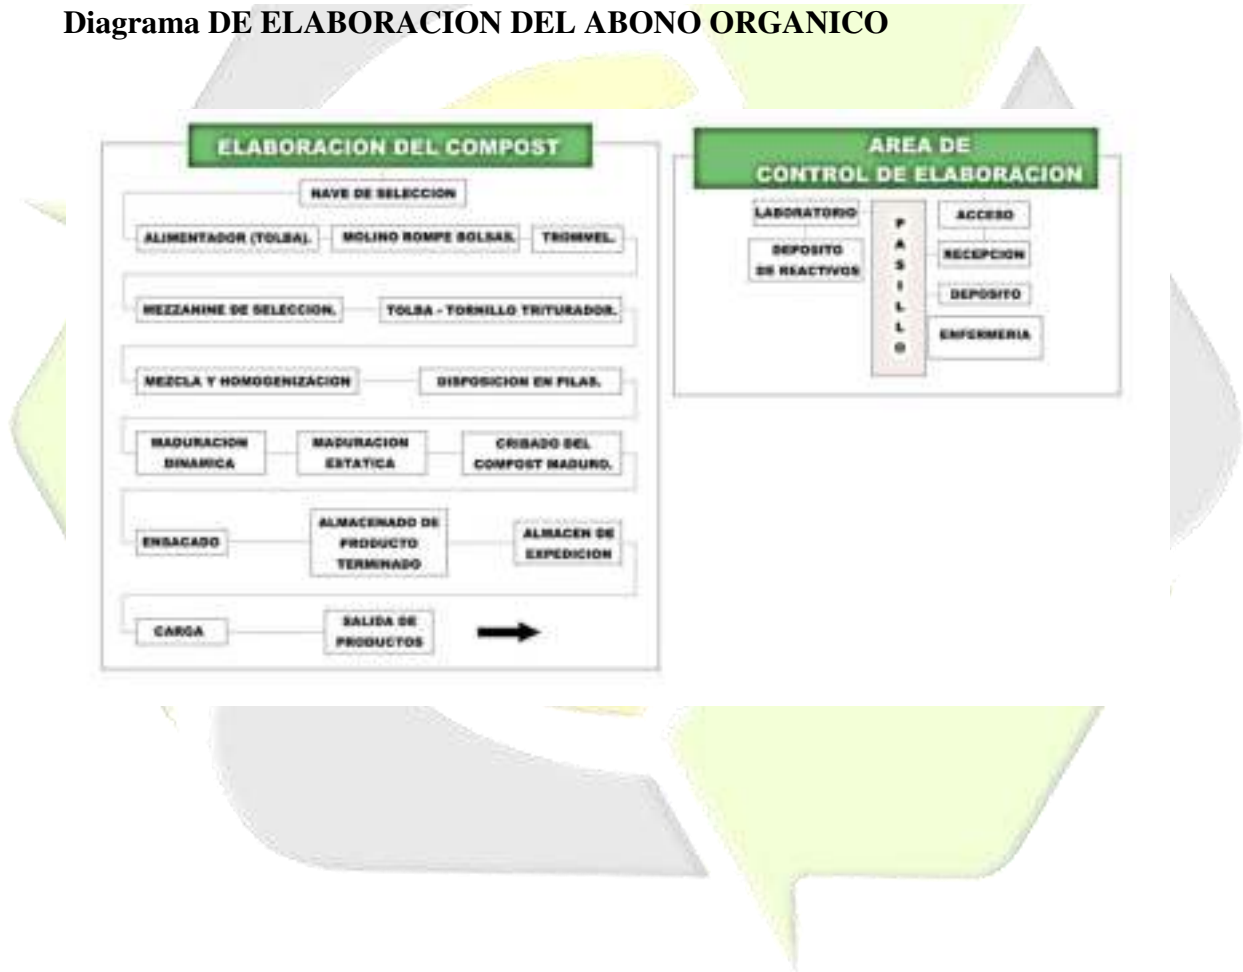 Diagrama DE ELABORACION DEL ABONO ORGANICO
ELABORACION DEL COMPOST
NAVE DE SELECCION
ALIMENTADOR (TOLBA).
MOLINO ROMPE BOLSAS.
TROMVEL.
MEZZANINE DE SELECCION.
TOLBA - TORNILLO TRITURADOR.
MEZCLA Y HOMOGENIZACION
DISPOSICION EN PILAS.
MADURACION
DINAMICA
MADURACION
ESTATICA
CRIBADO DEL
COMPOST MADURO.
ENSACADO
ALMACENADO DE
PRODUCTO
TERMINADO
ALMACEN DE
EXPEDICION
CARGA
SALIDA DE
PRODUCTOS
AREA DE
CONTROL DE ELABORACION
LABORATORIO
DEPOSITO
DE REACTIVOS
PASILLO
ACCESO
RECEPCION
DEPOSITO
ENFERMERIA